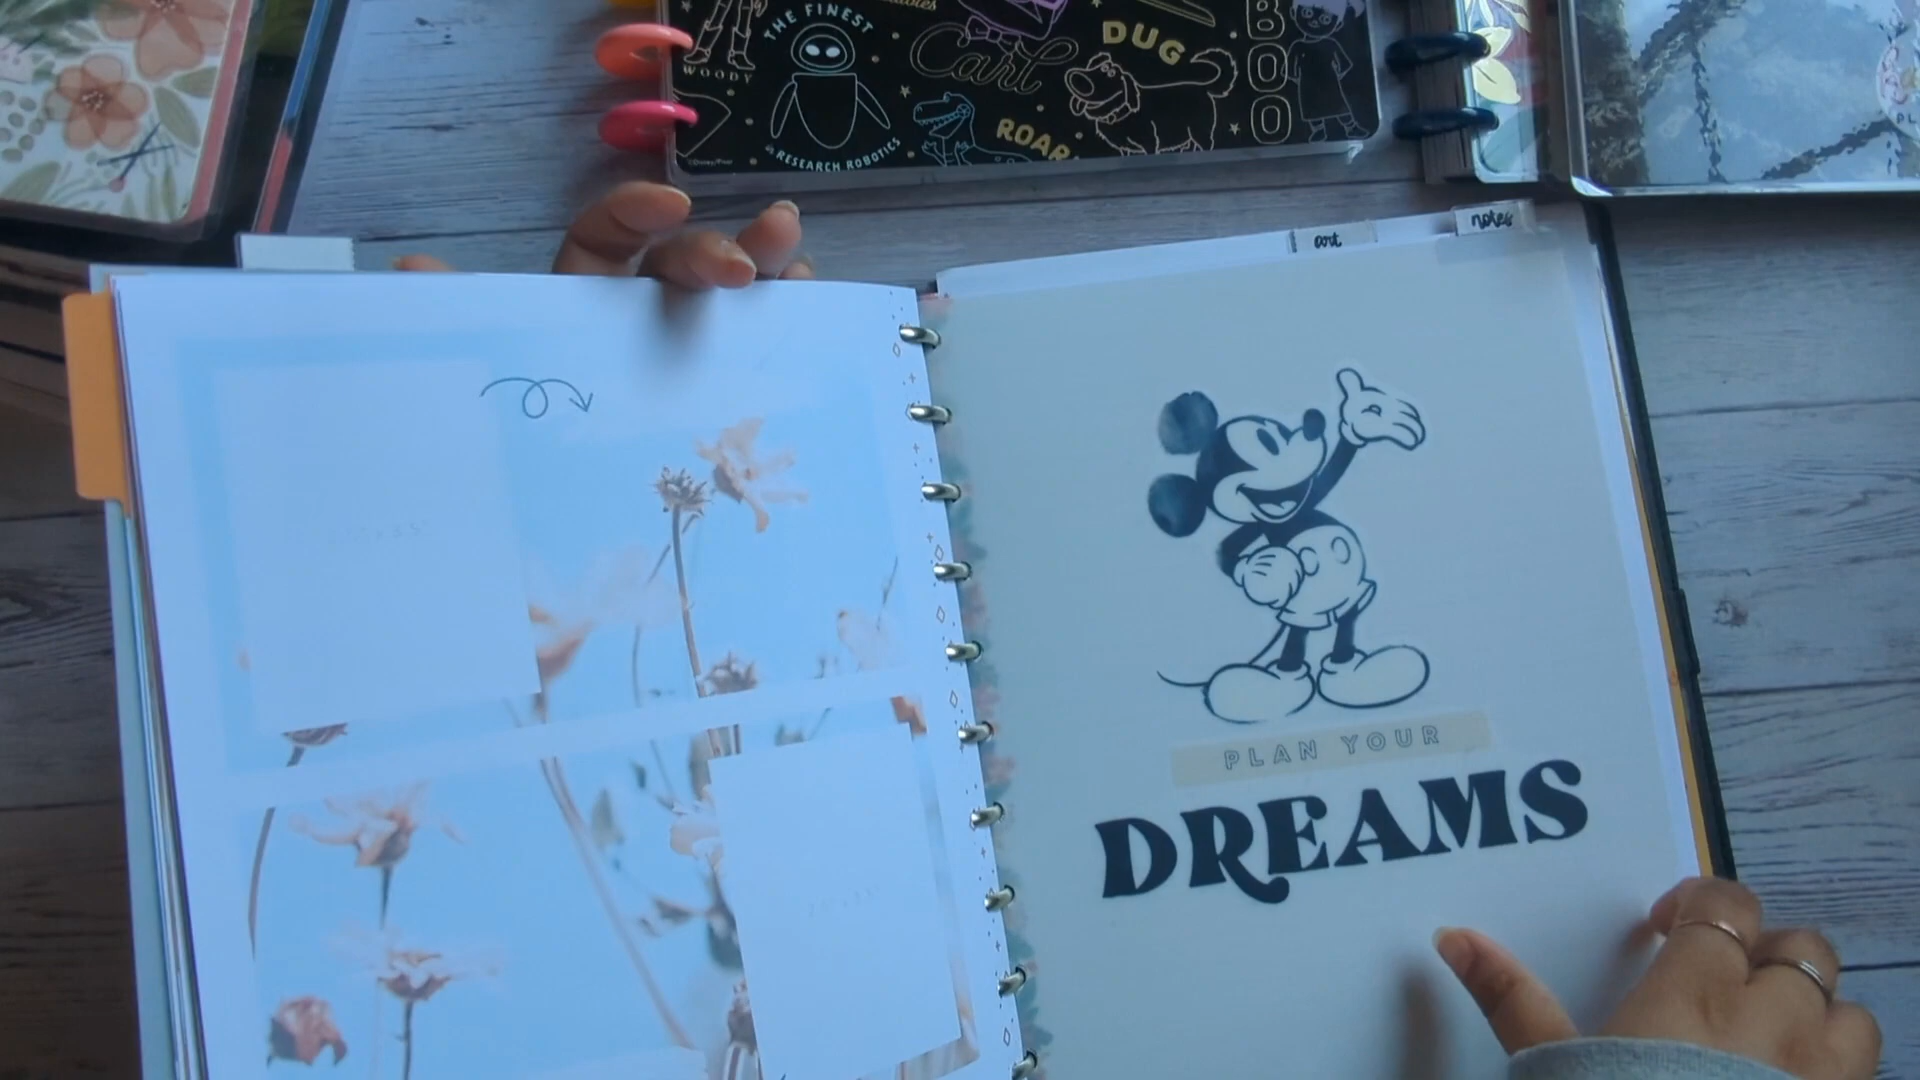 THE FINEST
WOODY
Carl
DUG
BOO
ROAR
RESEARCH ROBOTICS
art
notes
PLAN YOUR
DREAMS